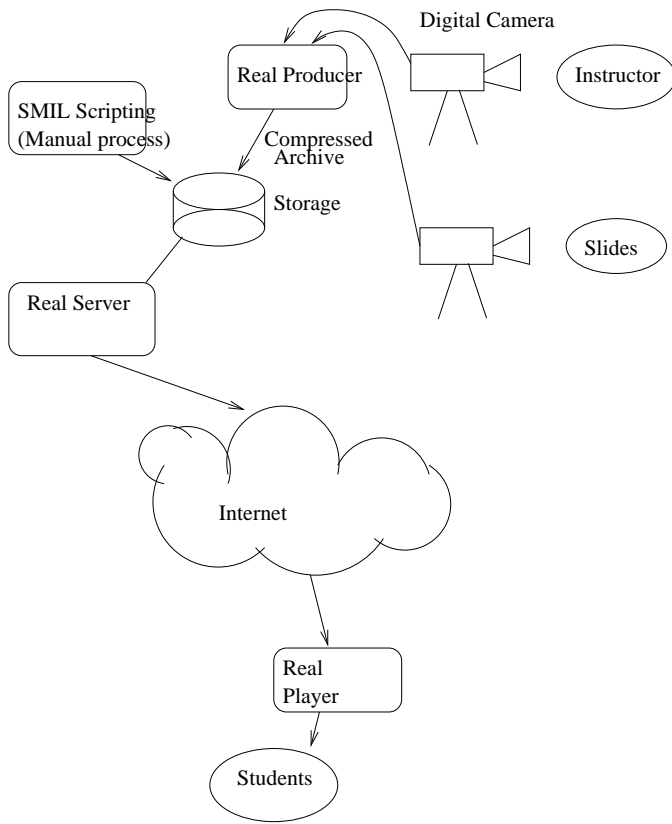 Digital Camera
Real Producer
Instructor
SMIL Scripting
(Manual process)
Compressed
Archive
Storage
Slides
Real Server
Internet
Real
Player
Students